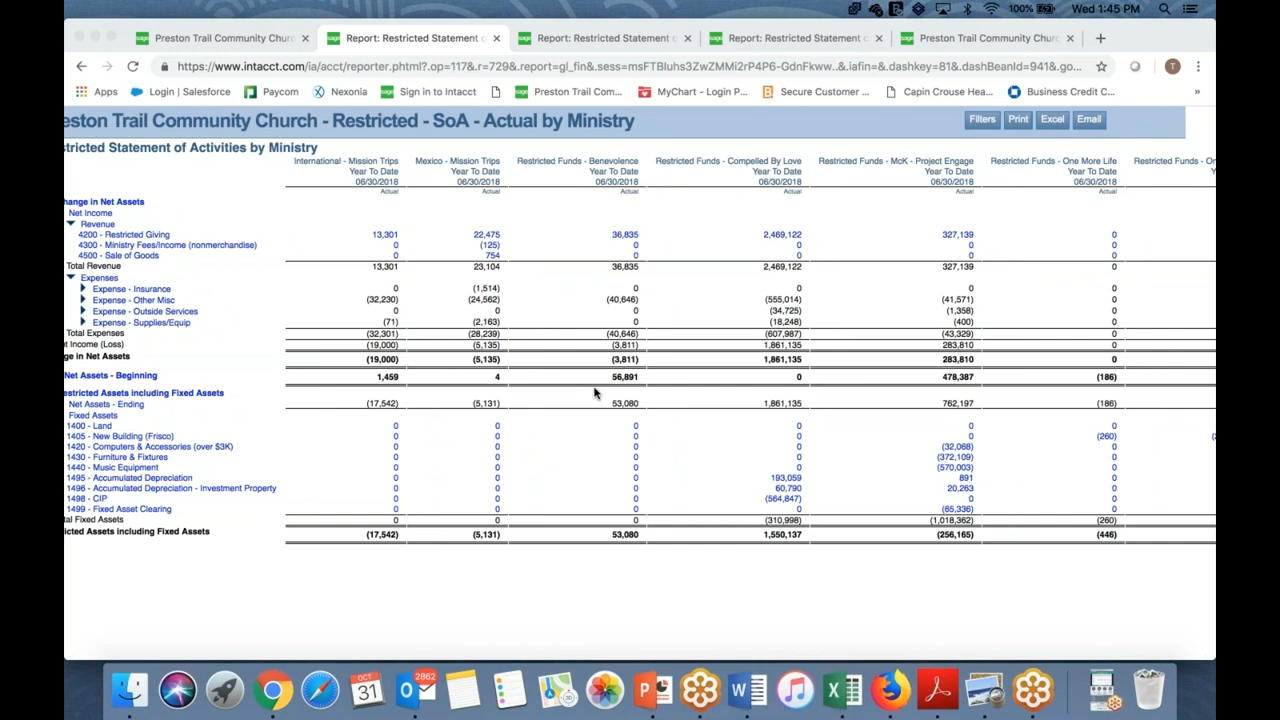 100% Wed 1:45 PM
Preston Trail Community Churc × Report: Restricted Statement o × Report: Restricted Statement o × Report: Restricted Statement o × Preston Trail Community Churc × +
https://www.intacct.com/ia/acct/reporter.phtml?.op=117&.r=729&.report=gl_fin&.sess=msFTBluhs3ZwZMMi2rP4P6-GdnFkww..&.iafin=&.dashkey=81&.dashBeanId=941&.go...
Apps Login | Salesforce Paycom Nexonia Sign in to Intacct Preston Trail Com... MyChart - Login P... Secure Customer ... Capin Crouse Hea... Business Credit C... »
eston Trail Community Church - Restricted - SoA - Actual by Ministry Filters Print Excel Email
stricted Statement of Activities by Ministry
International - Mission Trips Mexico - Mission Trips Restricted Funds - Benevolence Restricted Funds - Compelled By Love Restricted Funds - McK - Project Engage Restricted Funds - One More Life Restricted Funds - Or
Year To Date Year To Date Year To Date Year To Date Year To Date Year To Date
06/30/2018 06/30/2018 06/30/2018 06/30/2018 06/30/2018 06/30/2018
Actual Actual Actual Actual Actual Actual
hange in Net Assets
Net Income
Revenue
4200 - Restricted Giving 13,301 22,475 36,835 2,469,122 327,139 0
4300 - Ministry Fees/Income (nonmerchandise) 0 (125) 0 0 0 0
4500 - Sale of Goods 0 754 0 0 0 0
Total Revenue 13,301 23,104 36,835 2,469,122 327,139 0
Expenses
Expense - Insurance 0 (1,514) 0 0 0 0
Expense - Other Misc (32,230) (24,562) (40,646) (555,014) (41,571) 0
Expense - Outside Services 0 0 0 (34,725) (1,358) 0
Expense - Supplies/Equip (71) (2,163) 0 (18,248) (400) 0
Total Expenses (32,301) (28,239) (40,646) (607,987) (43,329) 0
t Income (Loss) (19,000) (5,135) (3,811) 1,861,135 283,810 0
ge in Net Assets (19,000) (5,135) (3,811) 1,861,135 283,810 0
Net Assets - Beginning 1,459 4 56,891 0 478,387 (186)
estricted Assets including Fixed Assets
Net Assets - Ending (17,542) (5,131) 53,080 1,861,135 762,197 (186)
Fixed Assets
1400 - Land 0 0 0 0 0 0
1405 - New Building (Frisco) 0 0 0 0 0 (260)
1420 - Computers & Accessories (over $3K) 0 0 0 0 (32,068) 0
1430 - Furniture & Fixtures 0 0 0 0 (372,109) 0
1440 - Music Equipment 0 0 0 0 (570,003) 0
1495 - Accumulated Depreciation 0 0 0 193,059 891 0
1496 - Accumulated Depreciation - Investment Property 0 0 0 60,790 20,263 0
1498 - CIP 0 0 0 (564,847) 0 0
1499 - Fixed Asset Clearing 0 0 0 0 (65,336) 0
tal Fixed Assets 0 0 0 (310,998) (1,018,362) (260)
icted Assets including Fixed Assets (17,542) (5,131) 53,080 1,550,137 (256,165) (446)
OCT
31
2862